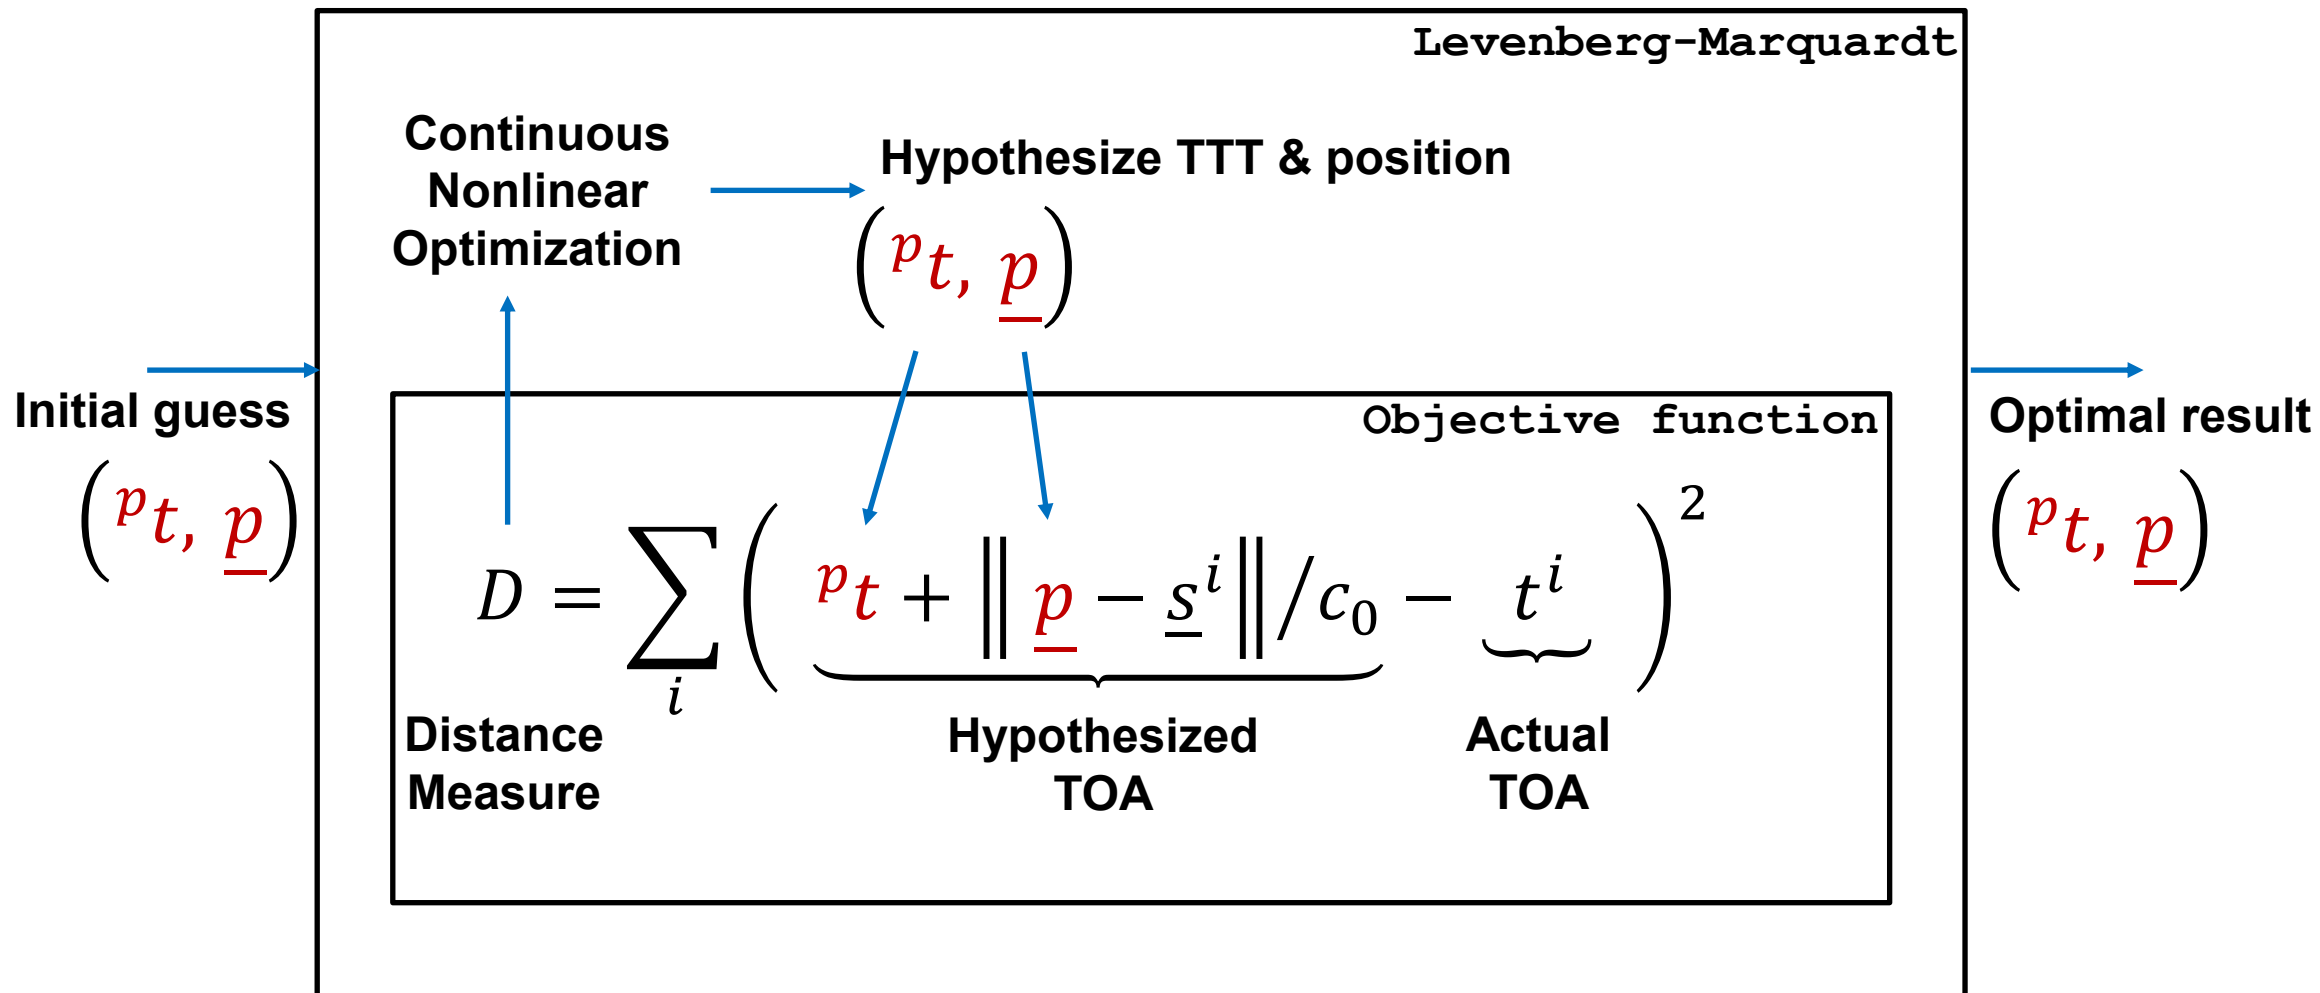 Levenberg-Marquardt
Continuous
Nonlinear
Optimization
Hypothesize TTT & position
(ᵖt, p̲)
Initial guess
(ᵖt, p̲)
Objective function
D = ∑ᵢ ( ᵖt + ‖ p̲ − s̲ⁱ ‖ / c₀ − tⁱ )²
Distance
Measure
Hypothesized
TOA
Actual
TOA
Optimal result
(ᵖt, p̲)